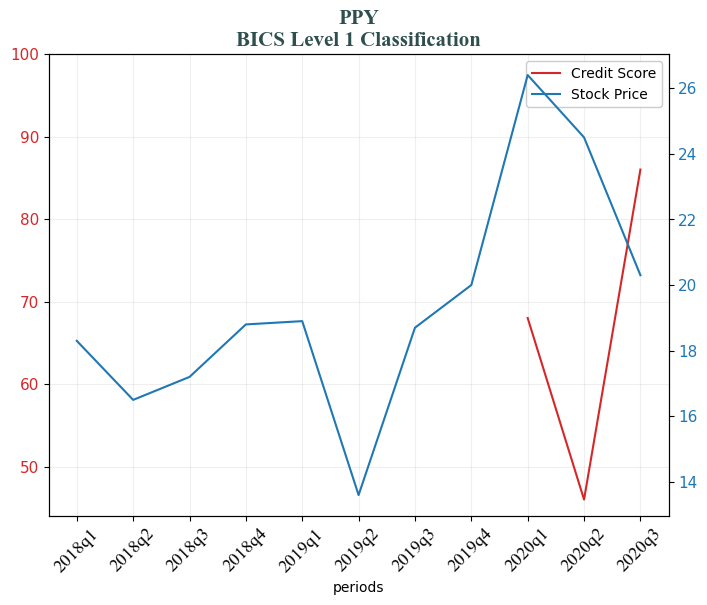 PPY
BICS Level 1 Classification
Credit Score
Stock Price
100
90
80
70
60
50
26
24
22
20
18
16
14
2018q1
2018q2
2018q3
2018q4
2019q1
2019q2
2019q3
2019q4
2020q1
2020q2
2020q3
periods